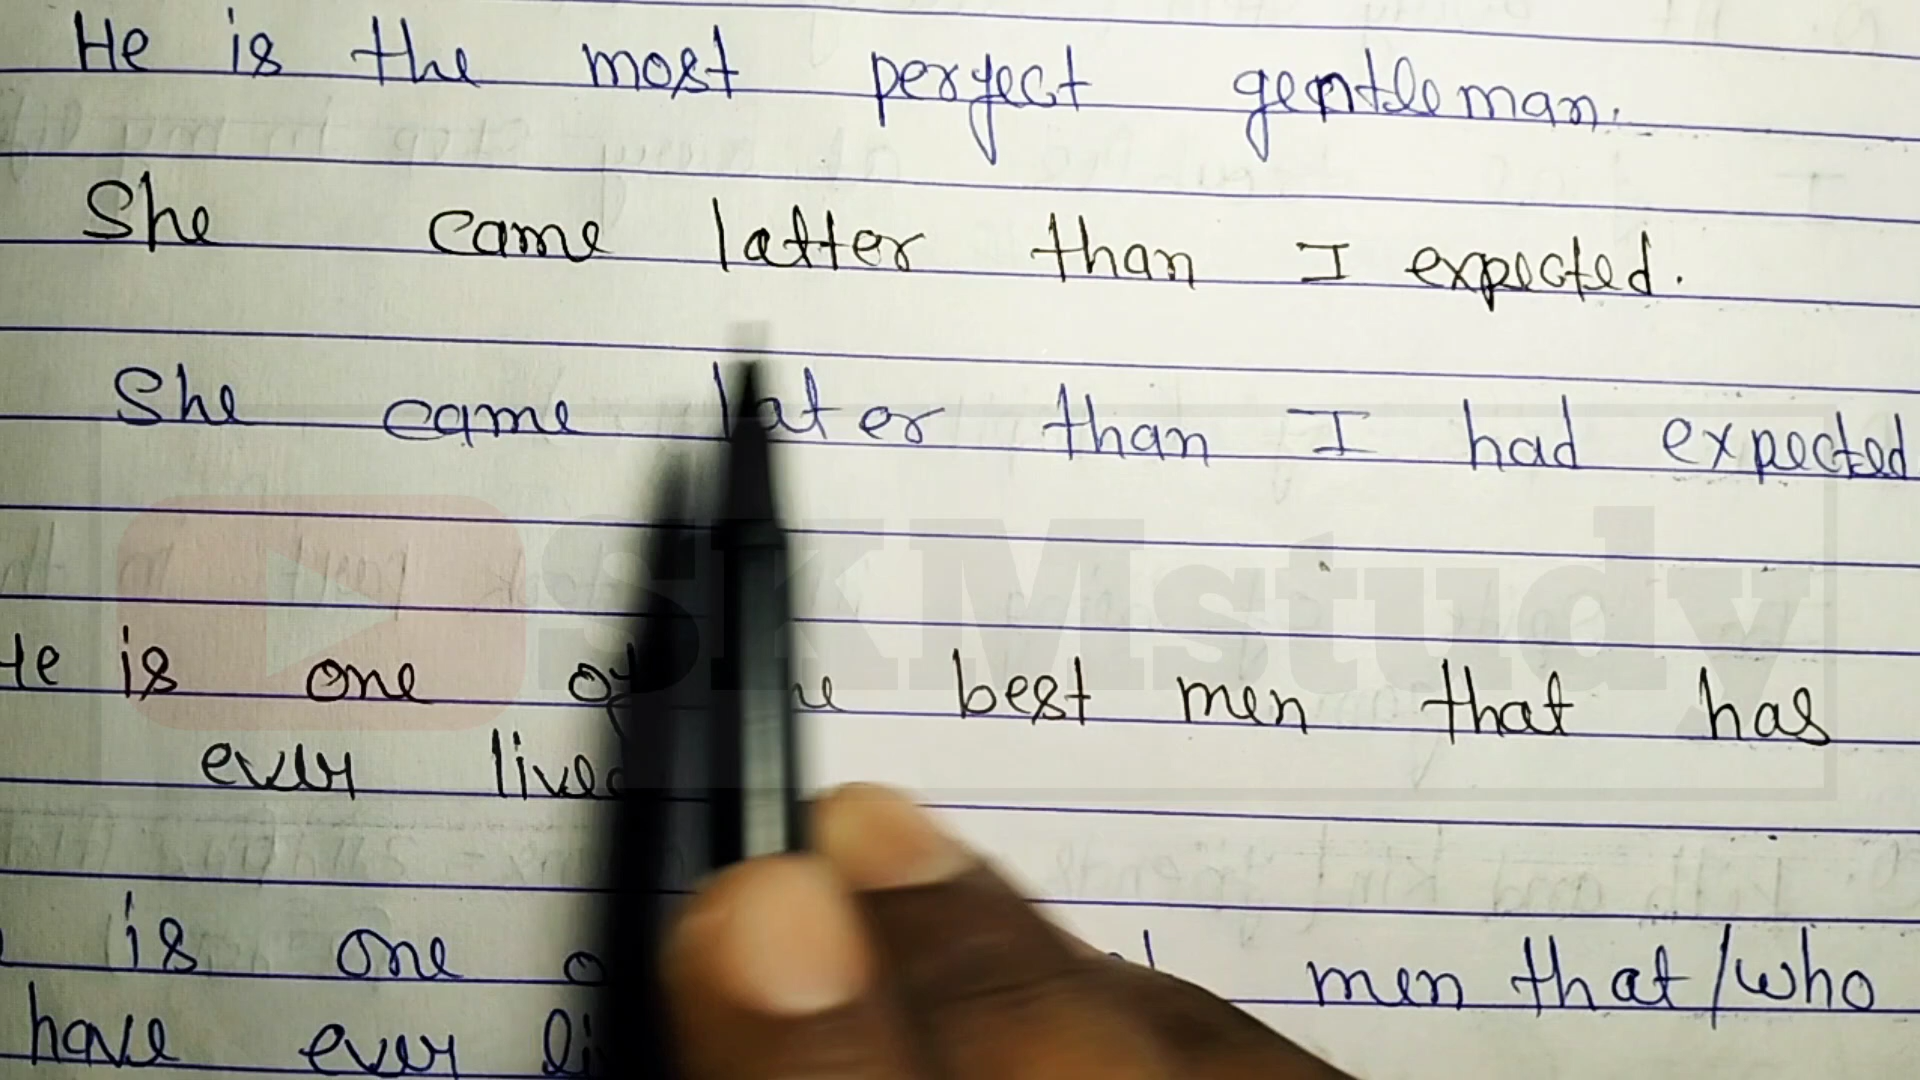 He is the most perfect gentleman.
She came latter than I expected.
She came later than I had expected
He is one of best men that has
ever lived
is one men that/who
have ever
SKMstudy